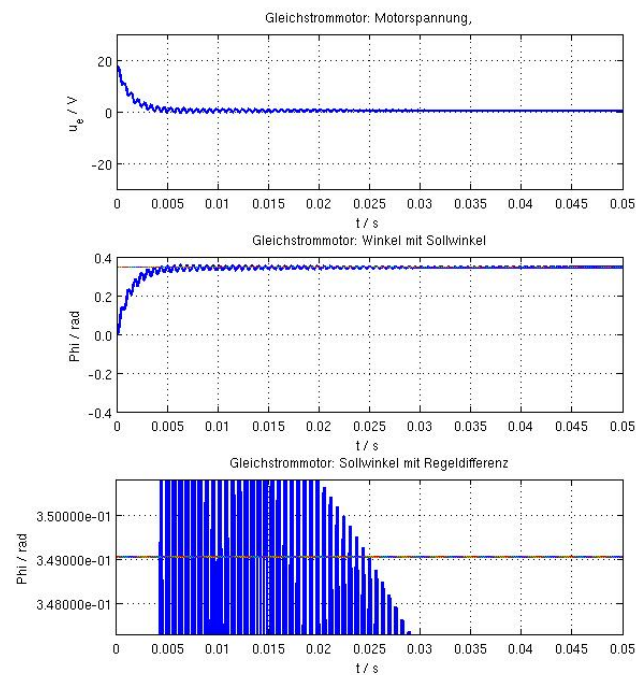 Gleichstrommotor: Motorspannung,
20
0
-20
u_e / V
0 0.005 0.01 0.015 0.02 0.025 0.03 0.035 0.04 0.045 0.05
t / s
Gleichstrommotor: Winkel mit Sollwinkel
0.4
0.2
0.0
-0.2
-0.4
Phi / rad
0 0.005 0.01 0.015 0.02 0.025 0.03 0.035 0.04 0.045 0.05
t / s
Gleichstrommotor: Sollwinkel mit Regeldifferenz
3.50000e-01
3.49000e-01
3.48000e-01
Phi / rad
0 0.005 0.01 0.015 0.02 0.025 0.03 0.035 0.04 0.045 0.05
t / s